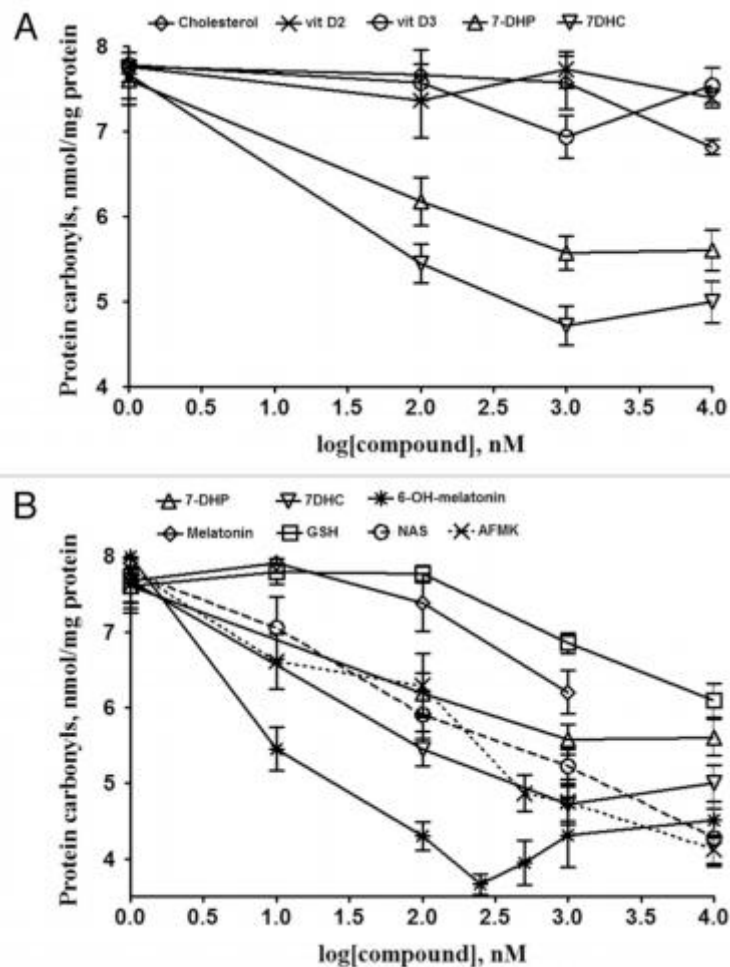 A
Cholesterol vit D2 vit D3 7-DHP 7DHC
Protein carbonyls, nmol/mg protein
8
7
6
5
4
0.0 0.5 1.0 1.5 2.0 2.5 3.0 3.5 4.0
log[compound], nM
B
7-DHP 7DHC 6-OH-melatonin
Melatonin GSH NAS AFMK
Protein carbonyls, nmol/mg protein
8
7
6
5
4
0.0 0.5 1.0 1.5 2.0 2.5 3.0 3.5 4.0
log[compound], nM